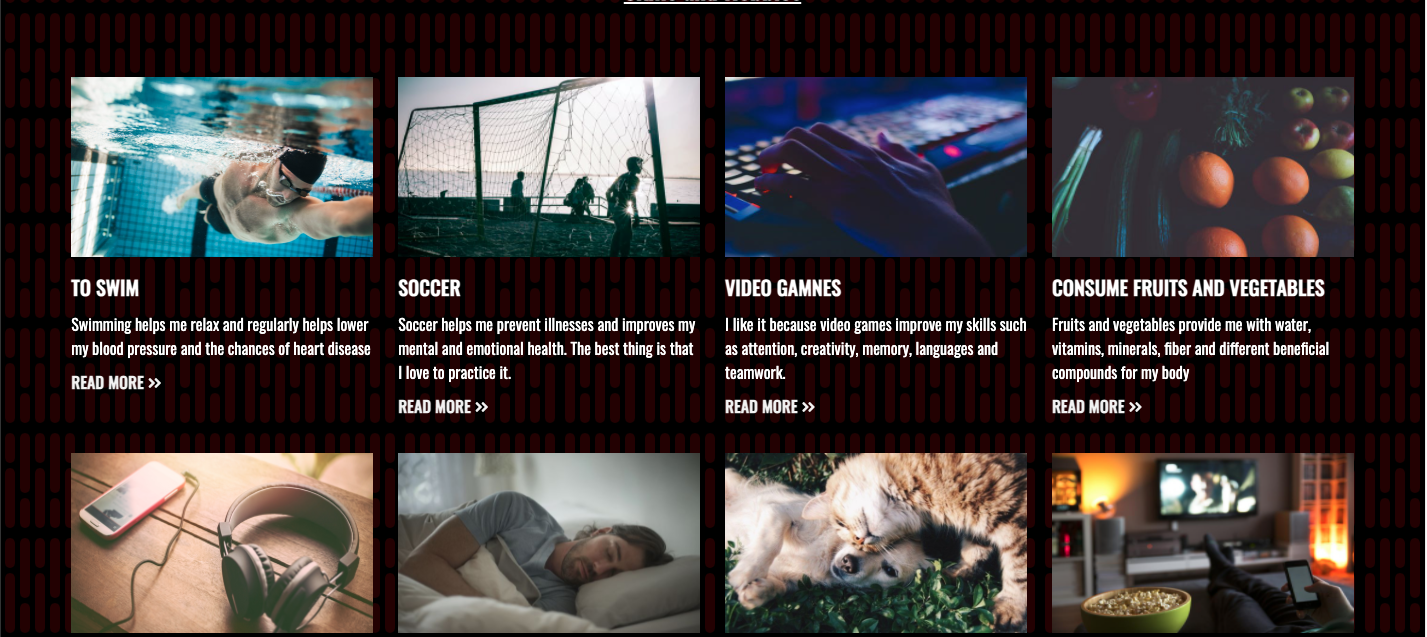 TO SWIM
Swimming helps me relax and regularly helps lower
my blood pressure and the chances of heart disease
READ MORE »
SOCCER
Soccer helps me prevent illnesses and improves my
mental and emotional health. The best thing is that
I love to practice it.
READ MORE »
VIDEO GAMNES
I like it because video games improve my skills such
as attention, creativity, memory, languages and
teamwork.
READ MORE »
CONSUME FRUITS AND VEGETABLES
Fruits and vegetables provide me with water,
vitamins, minerals, fiber and different beneficial
compounds for my body
READ MORE »